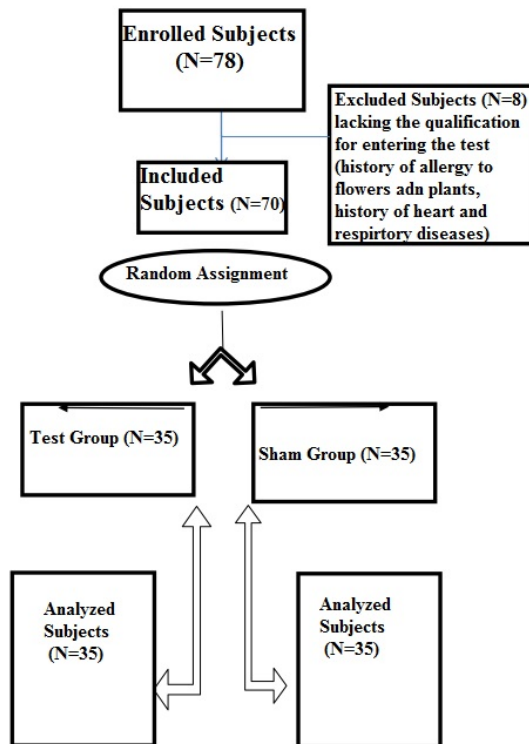 Enrolled Subjects
(N=78)
Excluded Subjects (N=8)
lacking the qualification
for entering the test
(history of allergy to
flowers adn plants,
history of heart and
respirtory diseases)
Included
Subjects (N=70)
Random Assignment
Test Group (N=35)
Sham Group (N=35)
Analyzed
Subjects
(N=35)
Analyzed
Subjects
(N=35)